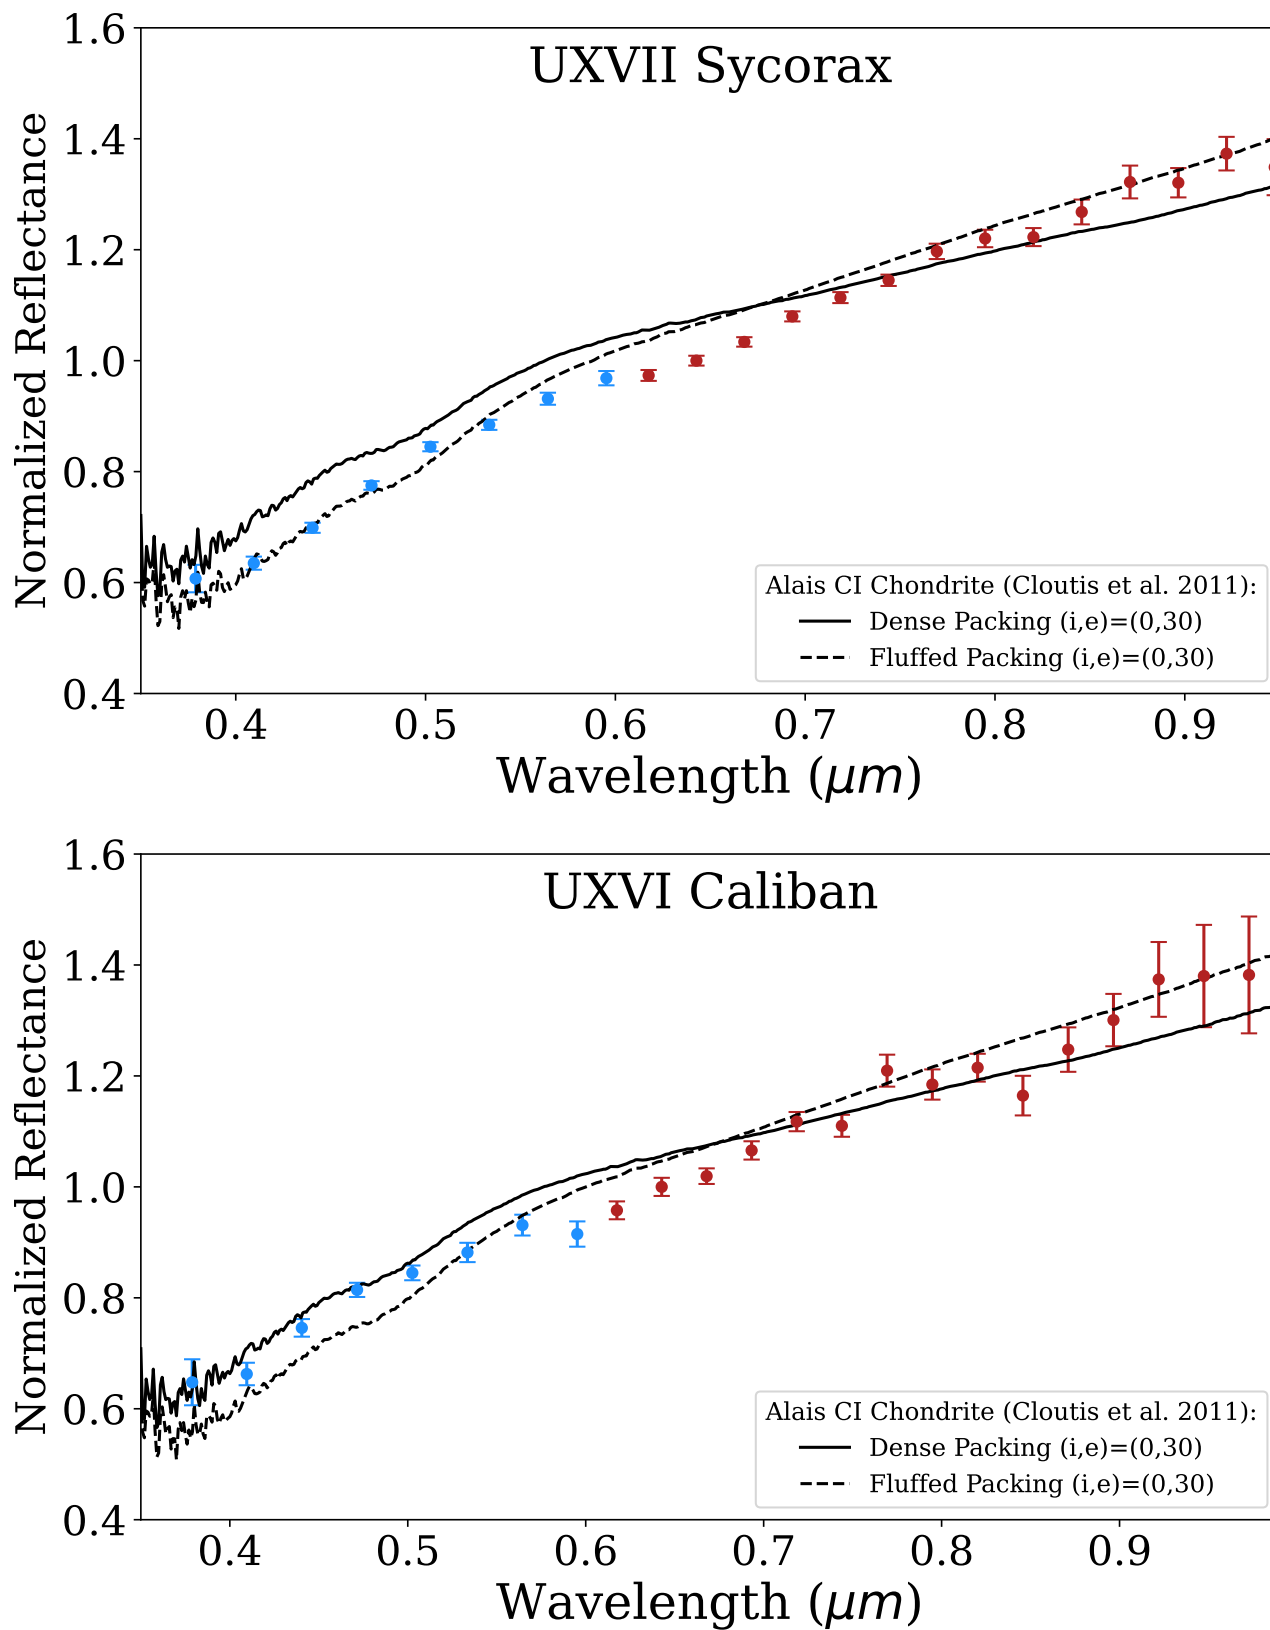 UXVII Sycorax
Normalized Reflectance
1.6
1.4
1.2
1.0
0.8
0.6
0.4
Alais CI Chondrite (Cloutis et al. 2011):
Dense Packing (i,e)=(0,30)
Fluffed Packing (i,e)=(0,30)
0.4 0.5 0.6 0.7 0.8 0.9
Wavelength (μm)
UXVI Caliban
Normalized Reflectance
1.6
1.4
1.2
1.0
0.8
0.6
0.4
Alais CI Chondrite (Cloutis et al. 2011):
Dense Packing (i,e)=(0,30)
Fluffed Packing (i,e)=(0,30)
0.4 0.5 0.6 0.7 0.8 0.9
Wavelength (μm)